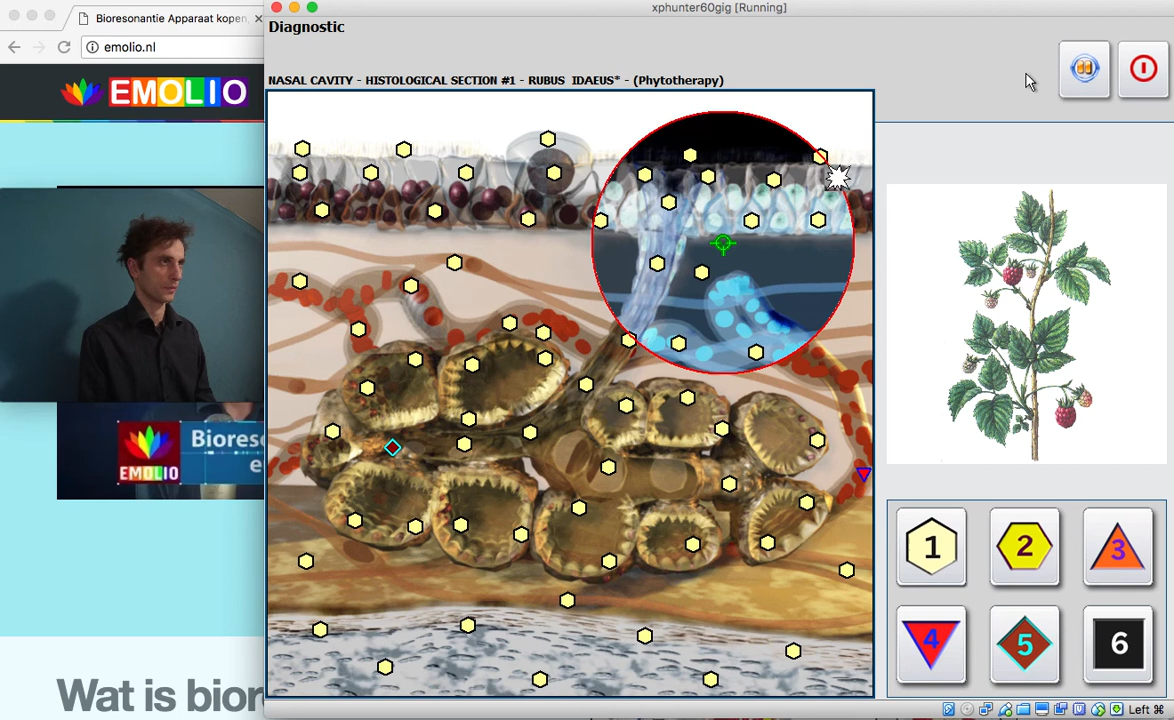 Bioresonantie Apparaat kopen,
xphunter60gig [Running]
emolio.nl
Diagnostic
EMOLIO
NASAL CAVITY - HISTOLOGICAL SECTION #1 - RUBUS IDAEUS* - (Phytotherapy)
Biores
e
EMOLIO
1
2
3
4
5
6
Wat is bior
Left ⌘